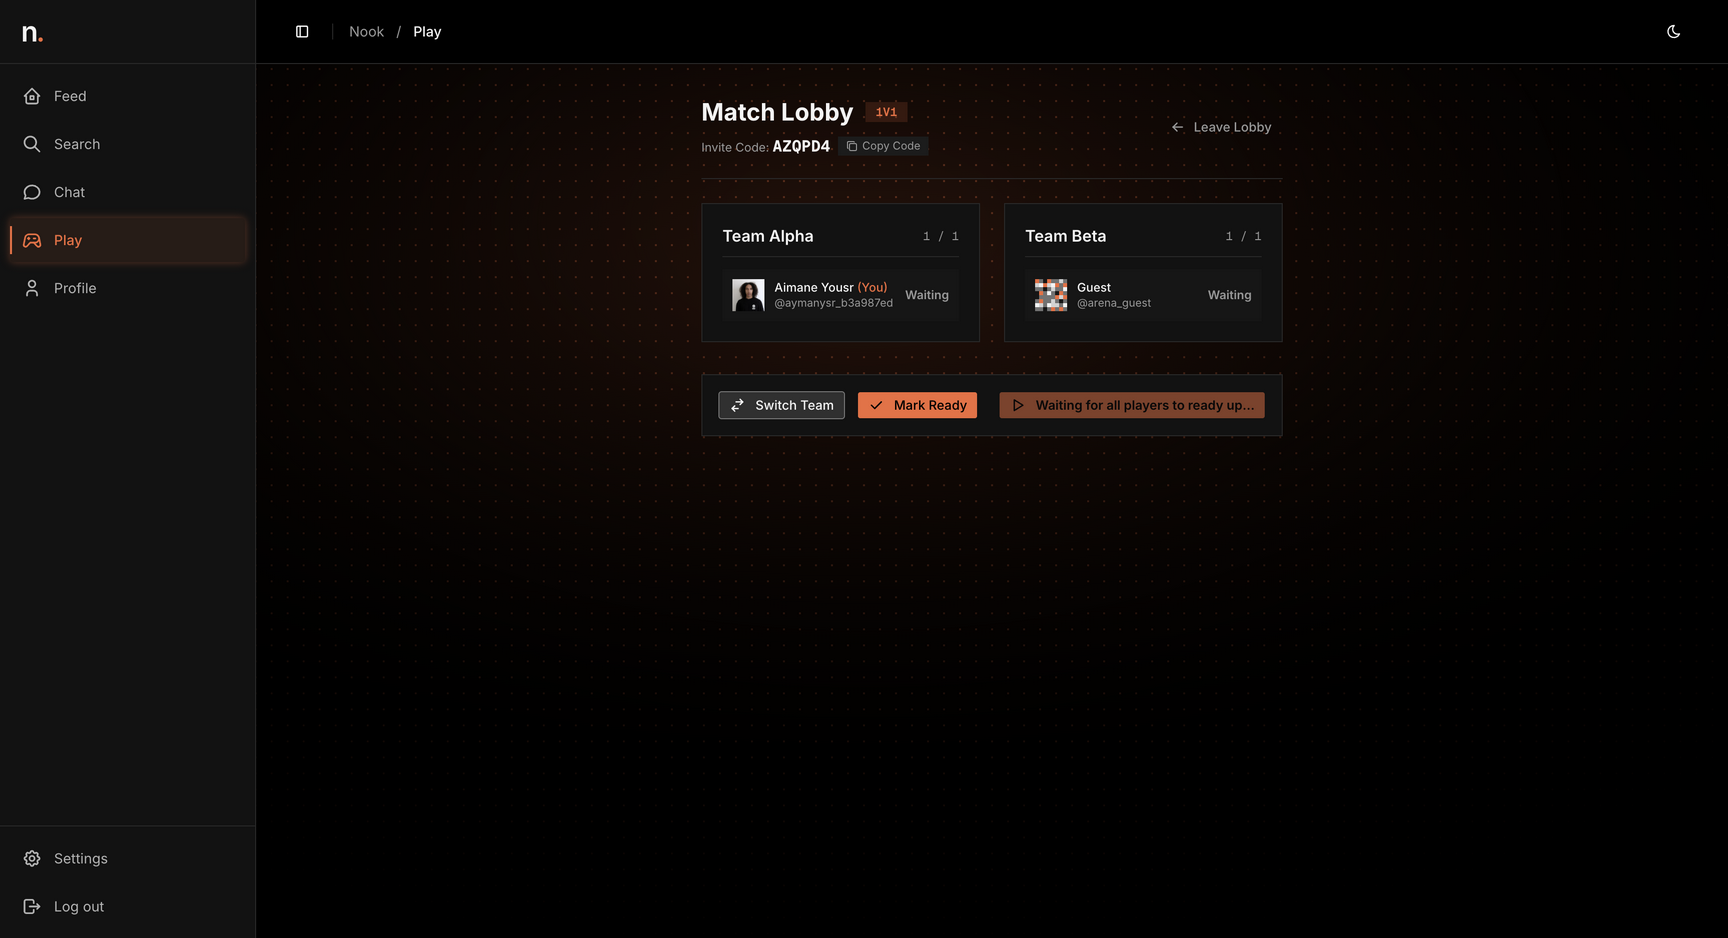 n.
Nook / Play
Feed
Search
Chat
Play
Profile
Settings
Log out
Match Lobby 1V1
Invite Code: AZQPD4 Copy Code
Leave Lobby
Team Alpha 1 / 1
Aimane Yousr (You)
@aymanysr_b3a987ed
Waiting
Team Beta 1 / 1
Guest
@arena_guest
Waiting
Switch Team
Mark Ready
Waiting for all players to ready up...